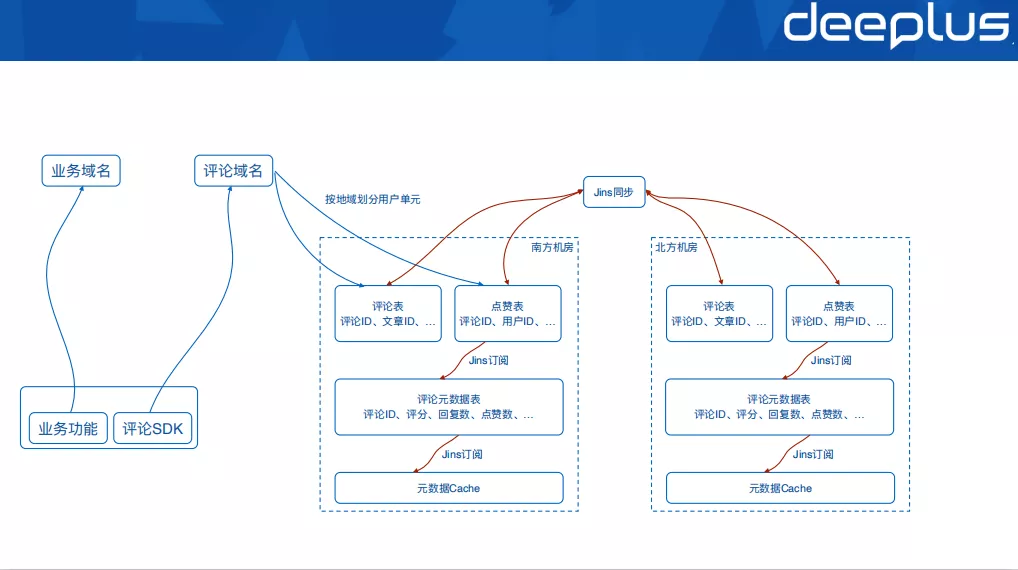 deeplus
业务域名
评论域名
按地域划分用户单元
Jins同步
南方机房
评论表
评论ID、文章ID、...
点赞表
评论ID、用户ID、...
Jins订阅
评论元数据表
评论ID、评分、回复数、点赞数、...
Jins订阅
元数据Cache
北方机房
评论表
评论ID、文章ID、...
点赞表
评论ID、用户ID、...
Jins订阅
评论元数据表
评论ID、评分、回复数、点赞数、...
Jins订阅
元数据Cache
业务功能
评论SDK